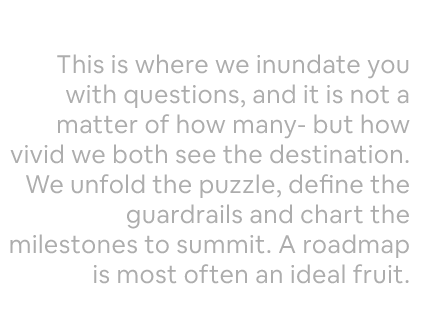 This is where we inundate you
with questions, and it is not a
matter of how many- but how
vivid we both see the destination.
We unfold the puzzle, define the
guardrails and chart the
milestones to summit. A roadmap
is most often an ideal fruit.